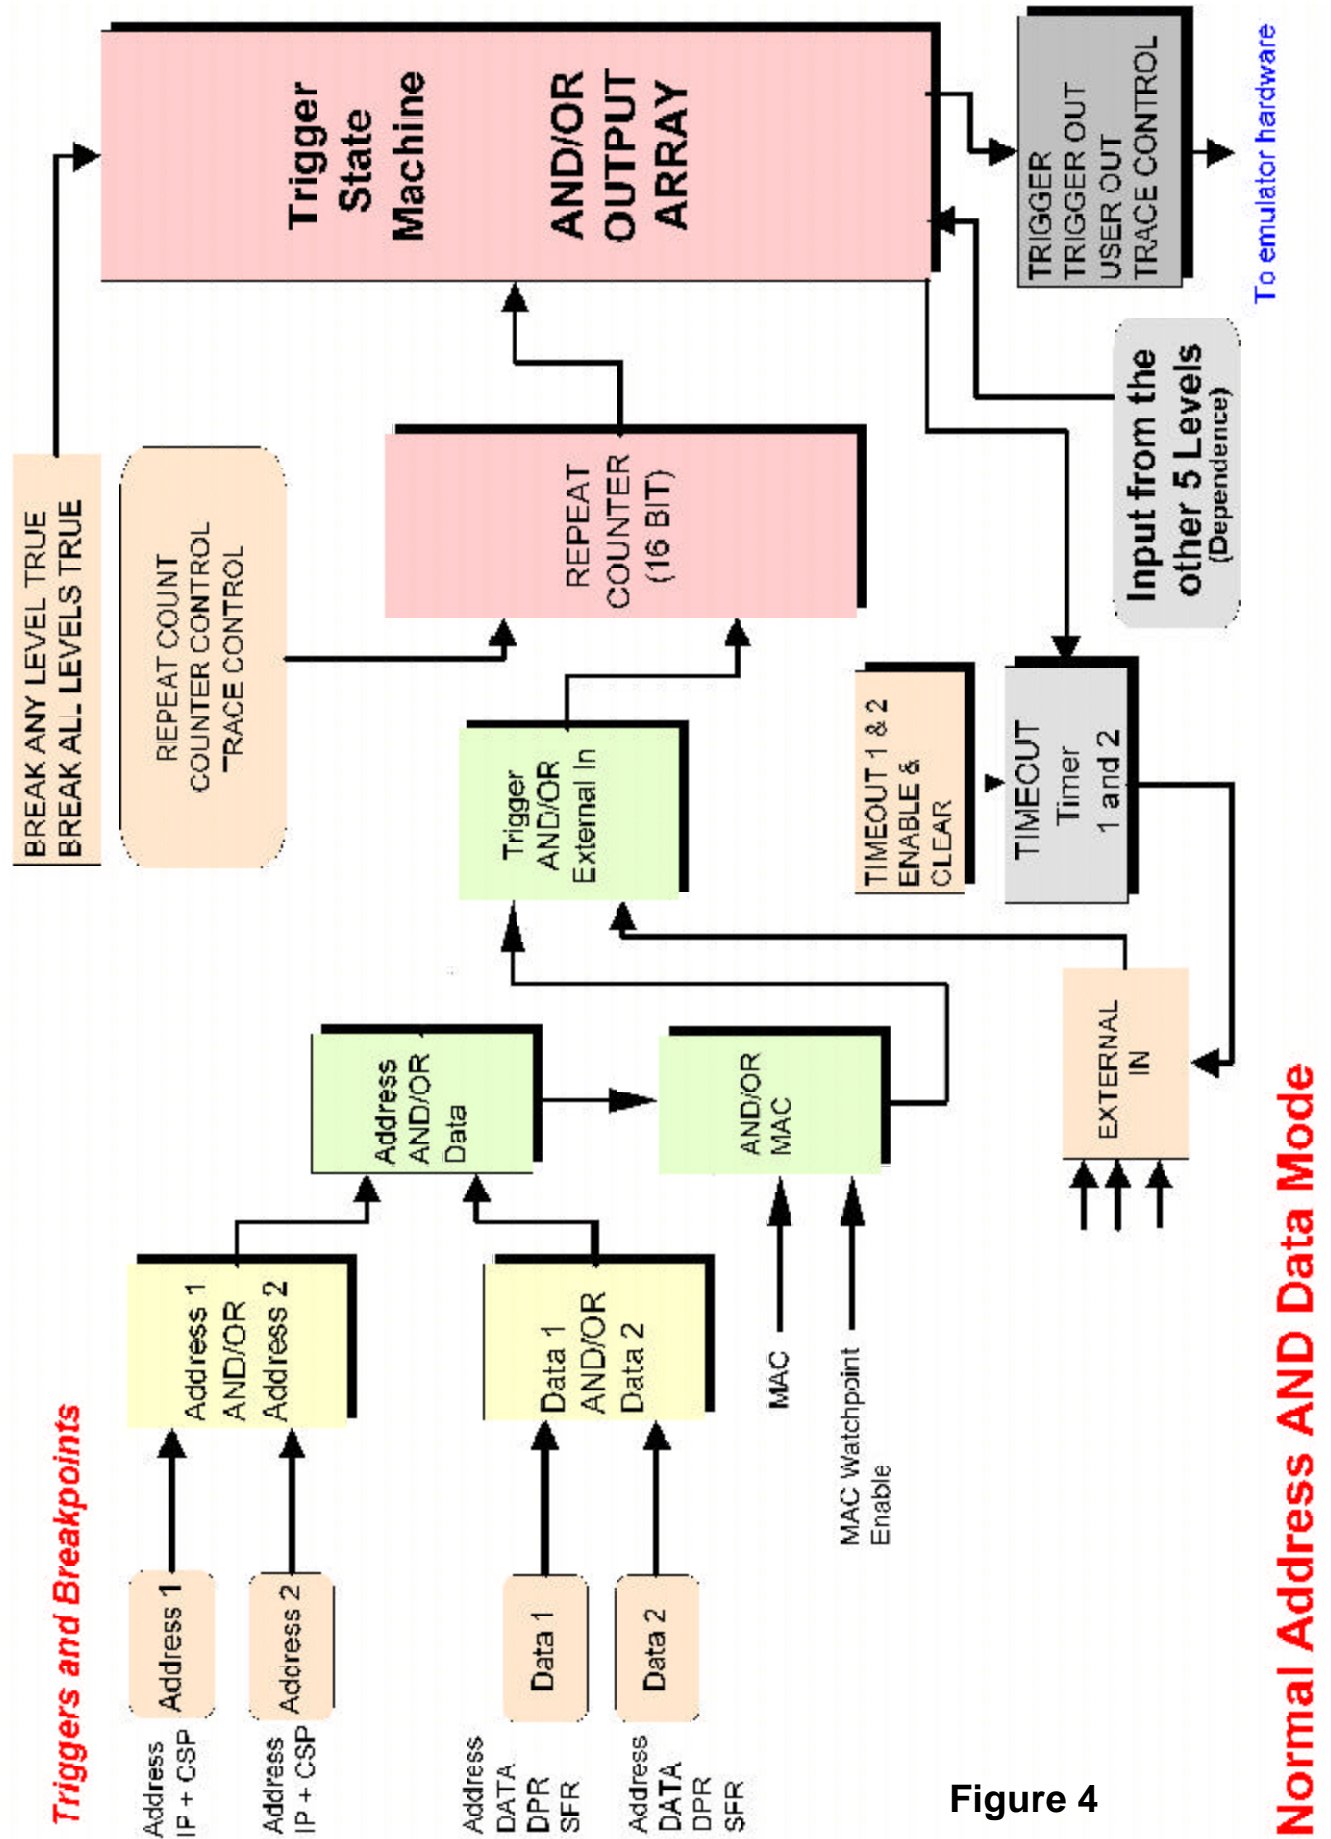 Triggers and Breakpoints
Address
IP + CSP
Address 1
Address
IP + CSP
Adcress 2
Address
DATA
DPR
SFR
Data 1
Address
DATA
DPR
SFR
Data 2
Address 1
AND/OR
Address 2
Data 1
AND/OR
Data 2
MAC
MAC Watchpoint
Enable
Address
AND/OR
Data
AND/OR
MAC
EXTERNAL
IN
Trigger
AND/OR
External In
TIMEOUT 1 & 2
ENABLE &
CLEAR
TIMECUT
Timer
1 and 2
BREAK ANY LEVEL TRUE
BREAK ALL LEVELS TRUE
REPEAT COUNT
COUNTER CONTROL
TRACE CONTROL
REPEAT
COUNTER
(16 BIT)
Input from the
other 5 Levels
(Dependence)
Trigger
State
Machine
AND/OR
OUTPUT
ARRAY
TRIGGER
TRIGGER OUT
USER OUT
TRACE CONTROL
To emulator hardware
Normal Address AND Data Mode
Figure 4